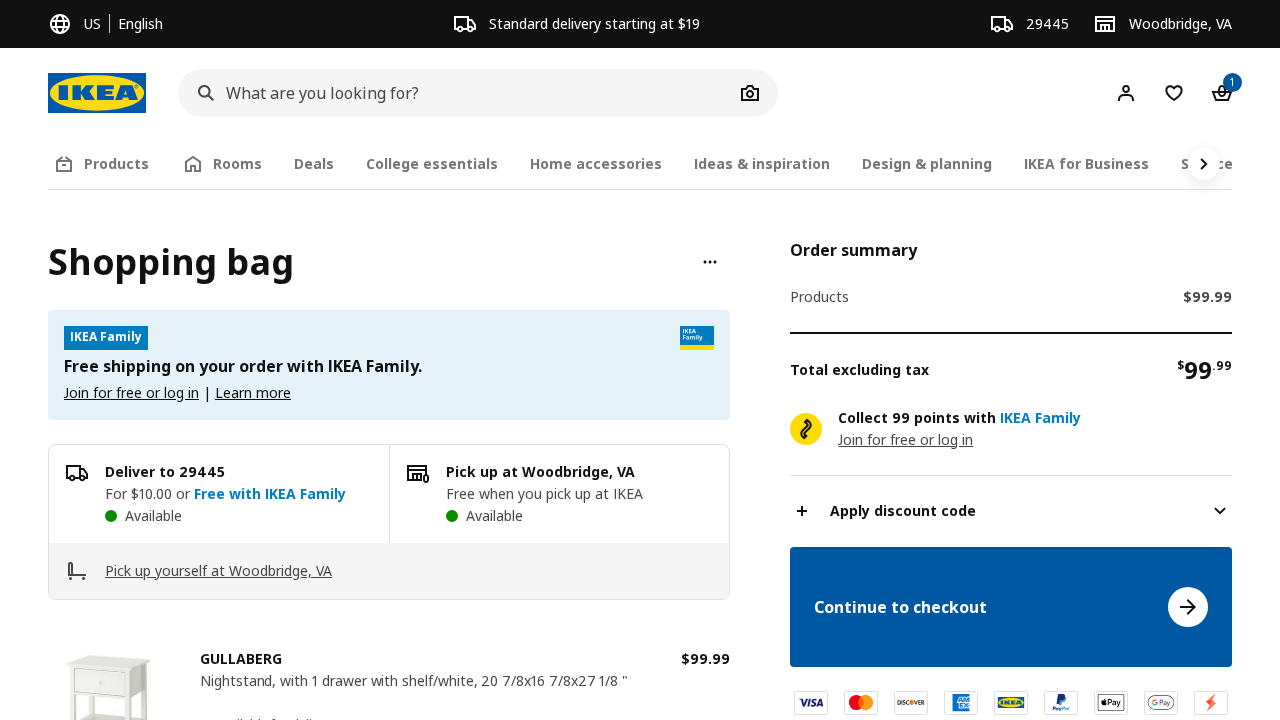 US | English
Standard delivery starting at $19
29445
Woodbridge, VA
IKEA
What are you looking for?
1
0
Products
Rooms
Deals
College essentials
Home accessories
Ideas & inspiration
Design & planning
IKEA for Business
Shopping bag
IKEA Family
IKEA
Family
Free shipping on your order with IKEA Family.
Join for free or log in | Learn more
Deliver to 29445
For $10.00 or Free with IKEA Family
Available
Pick up at Woodbridge, VA
Free when you pick up at IKEA
Available
Pick up yourself at Woodbridge, VA
GULLABERG
$99.99
Nightstand, with 1 drawer with shelf/white, 20 7/8x16 7/8x27 1/8 "
Order summary
Products
$99.99
Total excluding tax
$99.99
Collect 99 points with IKEA Family
Join for free or log in
Apply discount code
Continue to checkout
VISA
DISCOVER
AMEX
IKEA
PayPal
Pay
G Pay